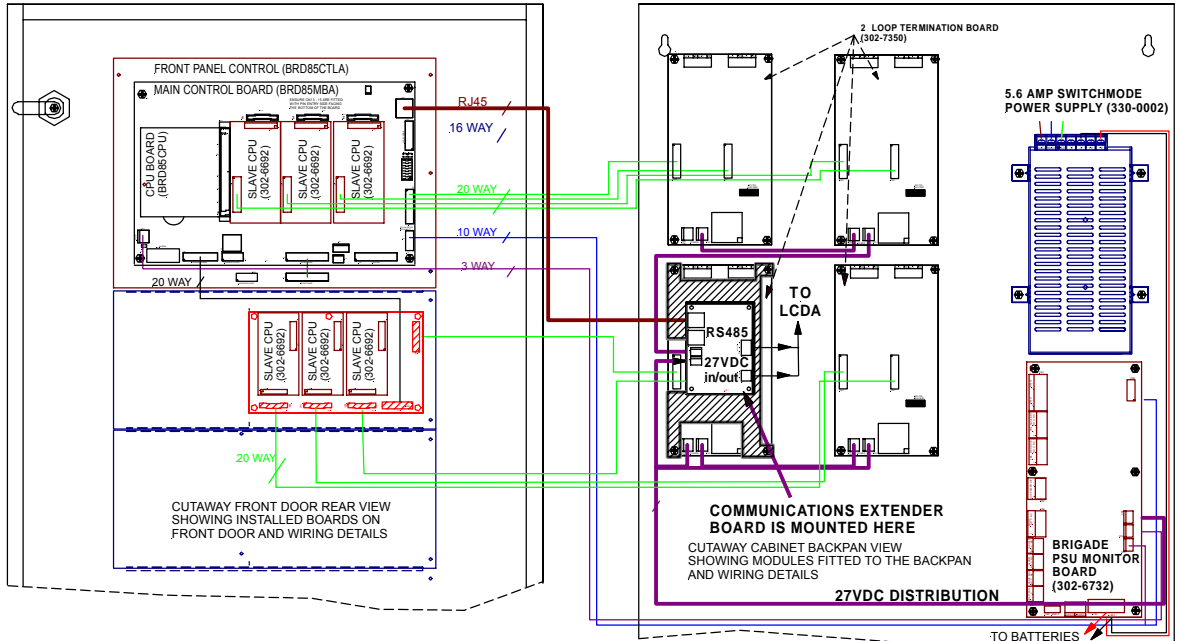 FRONT PANEL CONTROL (BRD85CTLA)
MAIN CONTROL BOARD (BRD85MBA)
CPU BOARD
(BRD85CPU)
SLAVE CPU
(302-6692)
SLAVE CPU
(302-6692)
SLAVE CPU
(302-6692)
RJ45
16 WAY
20 WAY
10 WAY
3 WAY
20 WAY
SLAVE CPU
(302-6692)
SLAVE CPU
(302-6692)
SLAVE CPU
(302-6692)
20 WAY
CUTAWAY FRONT DOOR REAR VIEW
SHOWING INSTALLED BOARDS ON
FRONT DOOR AND WIRING DETAILS
2 LOOP TERMINATION BOARD
(302-7350)
5.6 AMP SWITCHMODE
POWER SUPPLY (330-0002)
TO
LCDA
RS485
27VDC
in/out
COMMUNICATIONS EXTENDER
BOARD IS MOUNTED HERE
CUTAWAY CABINET BACKPAN VIEW
SHOWING MODULES FITTED TO THE BACKPAN
AND WIRING DETAILS
27VDC DISTRIBUTION
BRIGADE
PSU MONITOR
BOARD
(302-6732)
TO BATTERIES